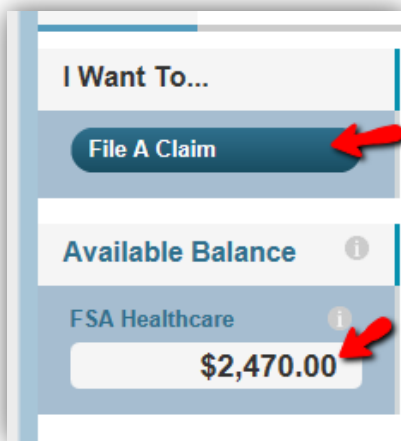 I Want To...
File A Claim
Available Balance
FSA Healthcare
$2,470.00